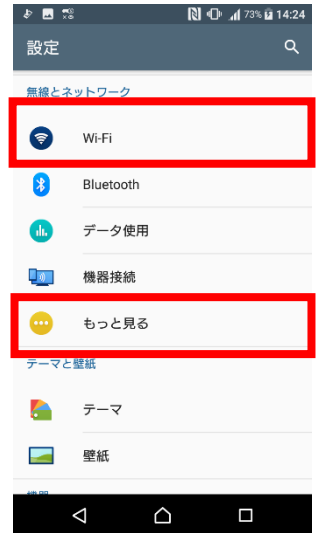 73% 14:24
設定
無線とネットワーク
Wi-Fi
Bluetooth
データ使用
機器接続
もっと見る
テーマと壁紙
テーマ
壁紙